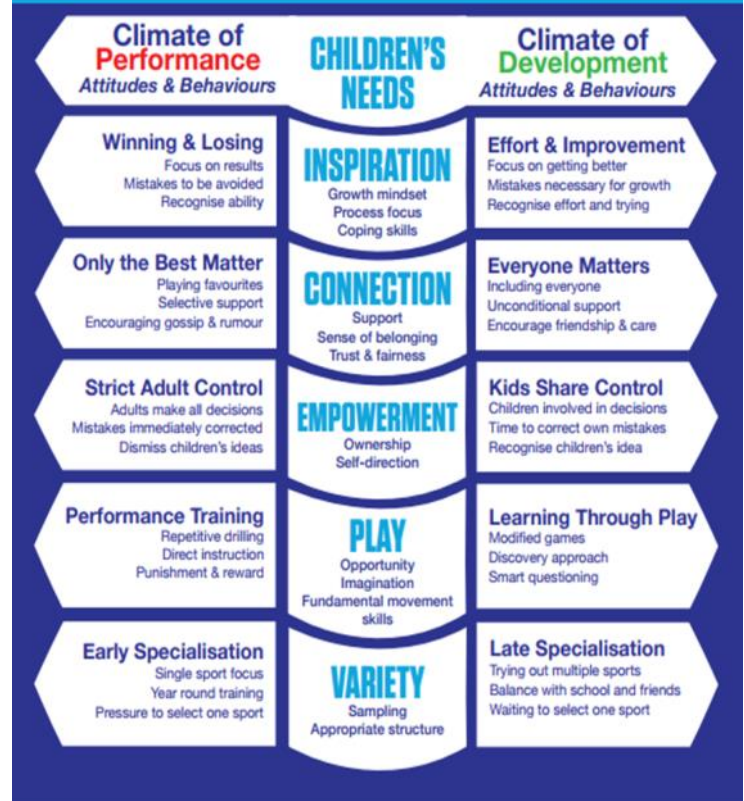 Climate of
Performance
Attitudes & Behaviours
CHILDREN'S
NEEDS
Climate of
Development
Attitudes & Behaviours
Winning & Losing
Focus on results
Mistakes to be avoided
Recognise ability
INSPIRATION
Growth mindset
Process focus
Coping skills
Effort & Improvement
Focus on getting better
Mistakes necessary for growth
Recognise effort and trying
Only the Best Matter
Playing favourites
Selective support
Encouraging gossip & rumour
CONNECTION
Support
Sense of belonging
Trust & fairness
Everyone Matters
Including everyone
Unconditional support
Encourage friendship & care
Strict Adult Control
Adults make all decisions
Mistakes immediately corrected
Dismiss children's ideas
EMPOWERMENT
Ownership
Self-direction
Kids Share Control
Children involved in decisions
Time to correct own mistakes
Recognise children's idea
Performance Training
Repetitive drilling
Direct instruction
Punishment & reward
PLAY
Opportunity
Imagination
Fundamental movement
skills
Learning Through Play
Modified games
Discovery approach
Smart questioning
Early Specialisation
Single sport focus
Year round training
Pressure to select one sport
VARIETY
Sampling
Appropriate structure
Late Specialisation
Trying out multiple sports
Balance with school and friends
Waiting to select one sport